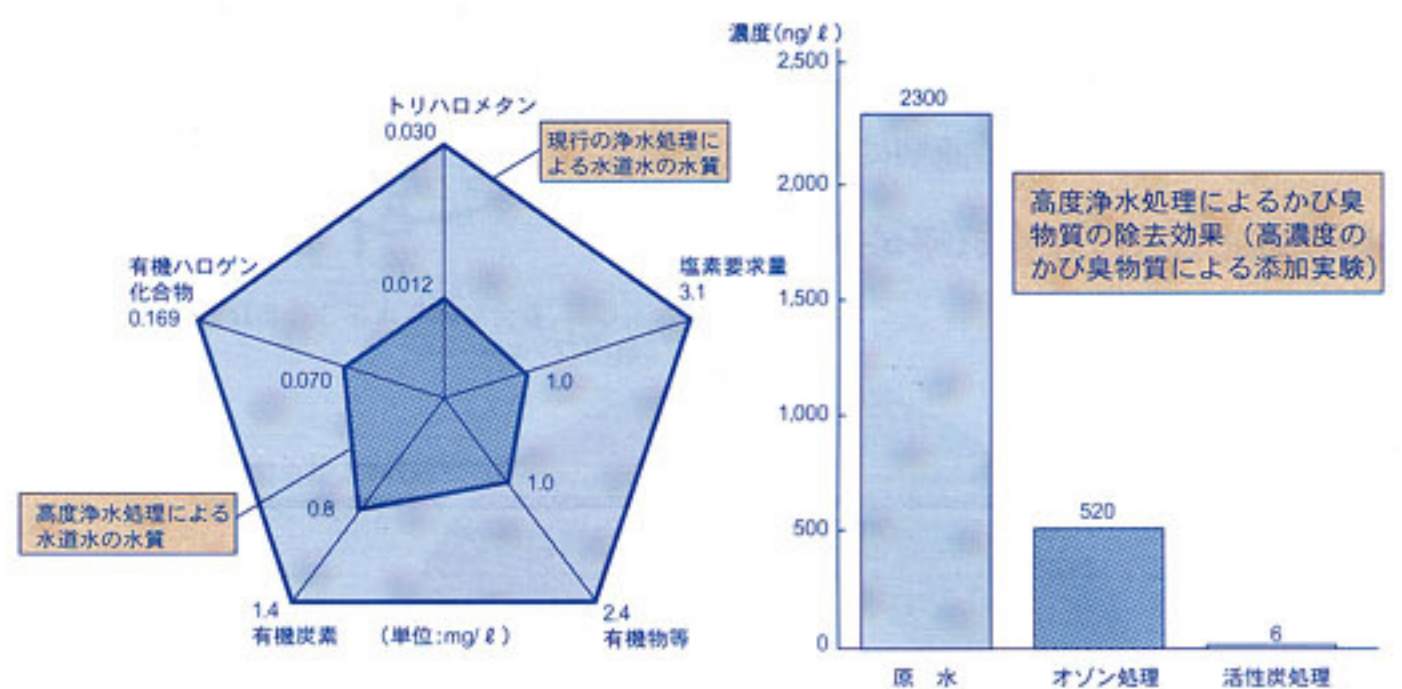 トリハロメタン
0.030
現行の浄水処理に
よる水道水の水質
有機ハロゲン
化合物
0.169
0.012
塩素要求量
3.1
0.070
1.0
0.8
1.0
高度浄水処理による
水道水の水質
1.4
有機炭素
(単位:mg/ℓ)
2.4
有機物等
濃度(ng/ℓ)
2,500
2,000
1,500
1,000
500
0
2300
520
6
高度浄水処理によるかび臭
物質の除去効果(高濃度の
かび臭物質による添加実験)
原 水
オゾン処理
活性炭処理